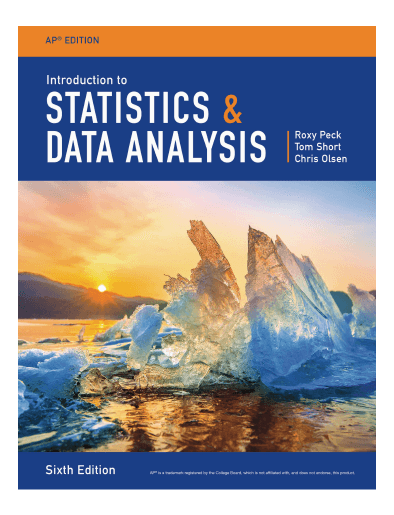 AP® EDITION
Introduction to
STATISTICS &
DATA ANALYSIS
Roxy Peck
Tom Short
Chris Olsen
Sixth Edition
AP® is a trademark registered by the College Board, which is not affiliated with, and does not endorse, this product.